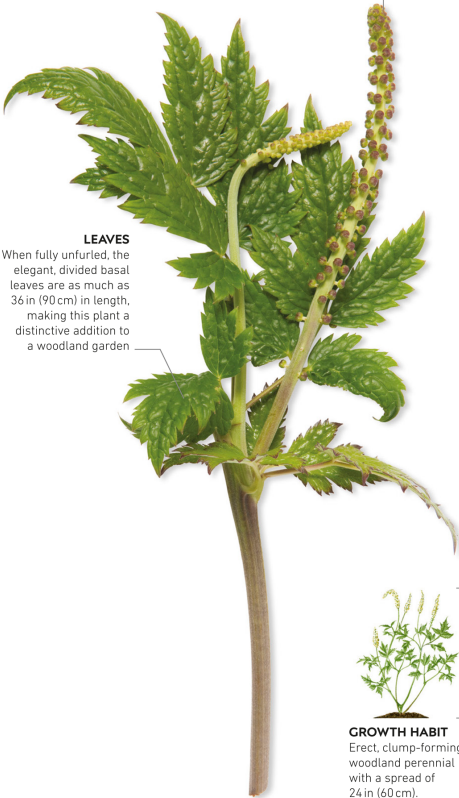 LEAVES
When fully unfurled, the
elegant, divided basal
leaves are as much as
36 in (90 cm) in length,
making this plant a
distinctive addition to
a woodland garden
GROWTH HABIT
Erect, clump-forming
woodland perennial
with a spread of
24 in (60 cm).